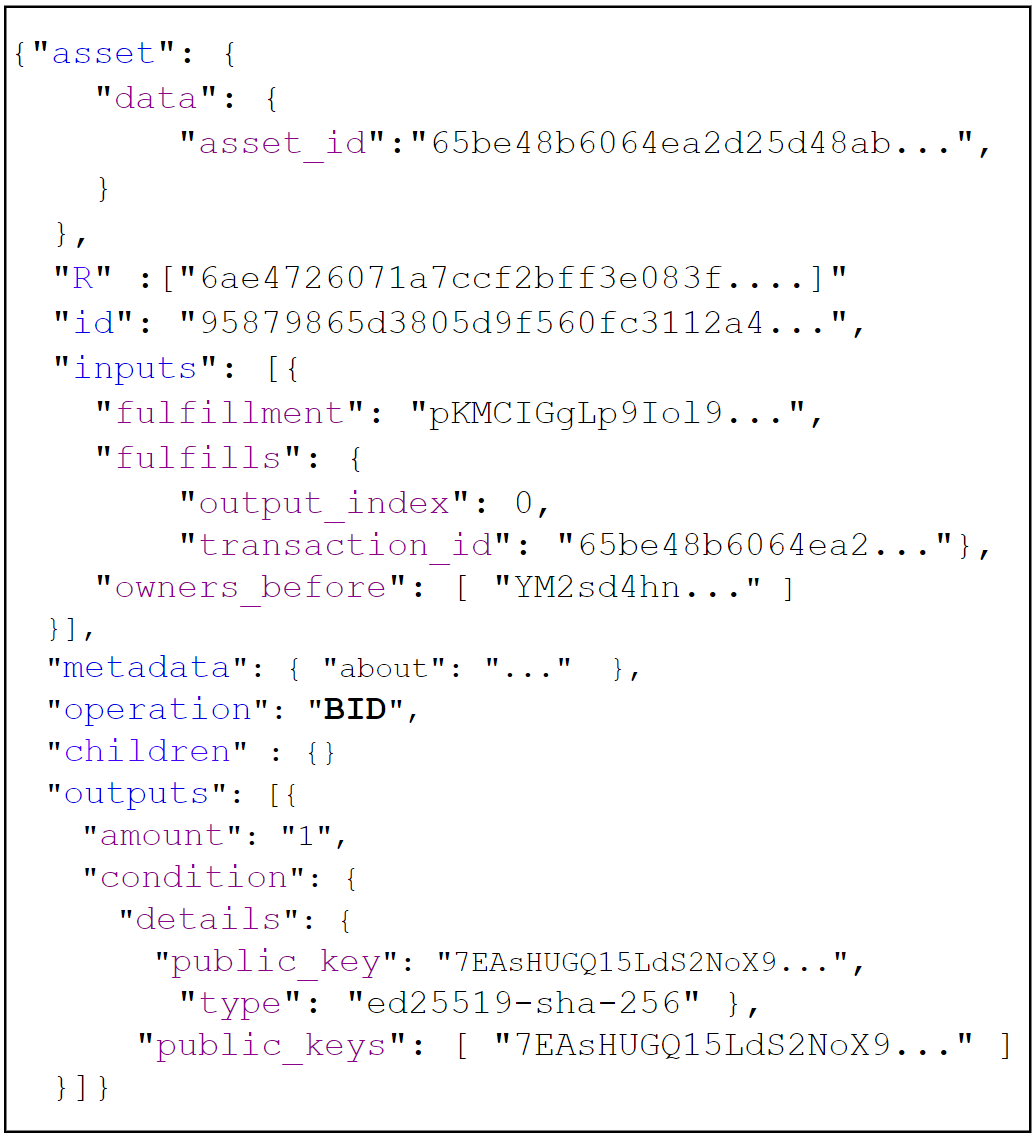 {"asset": {
"data": {
"asset_id":"65be48b6064ea2d25d48ab...",
}
},
"R" :["6ae4726071a7ccf2bff3e083f....]"
"id": "95879865d3805d9f560fc3112a4...",
"inputs": [{
"fulfillment": "pKMCIGgLp9Iol9...",
"fulfills": {
"output_index": 0,
"transaction_id": "65be48b6064ea2..."},
"owners_before": [ "YM2sd4hn..." ]
}],
"metadata": { "about": "..."  },
"operation": "BID",
"children" : {}
"outputs": [{
"amount": "1",
"condition": {
"details": {
"public_key": "7EAsHUGQ15LdS2NoX9...",
"type": "ed25519-sha-256" },
"public_keys": [ "7EAsHUGQ15LdS2NoX9..." ]
}]}